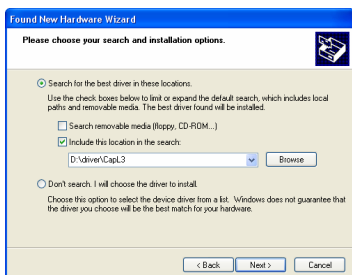 Found New Hardware Wizard
Please choose your search and installation options.
Search for the best driver in these locations.
Use the check boxes below to limit or expand the default search, which includes local
paths and removable media. The best driver found will be installed.
Search removable media (floppy, CD-ROM...)
Include this location in the search:
D:\driver\CapL3
Browse
Don't search. I will choose the driver to install.
Choose this option to select the device driver from a list. Windows does not guarantee that
the driver you choose will be the best match for your hardware.
< Back
Next >
Cancel